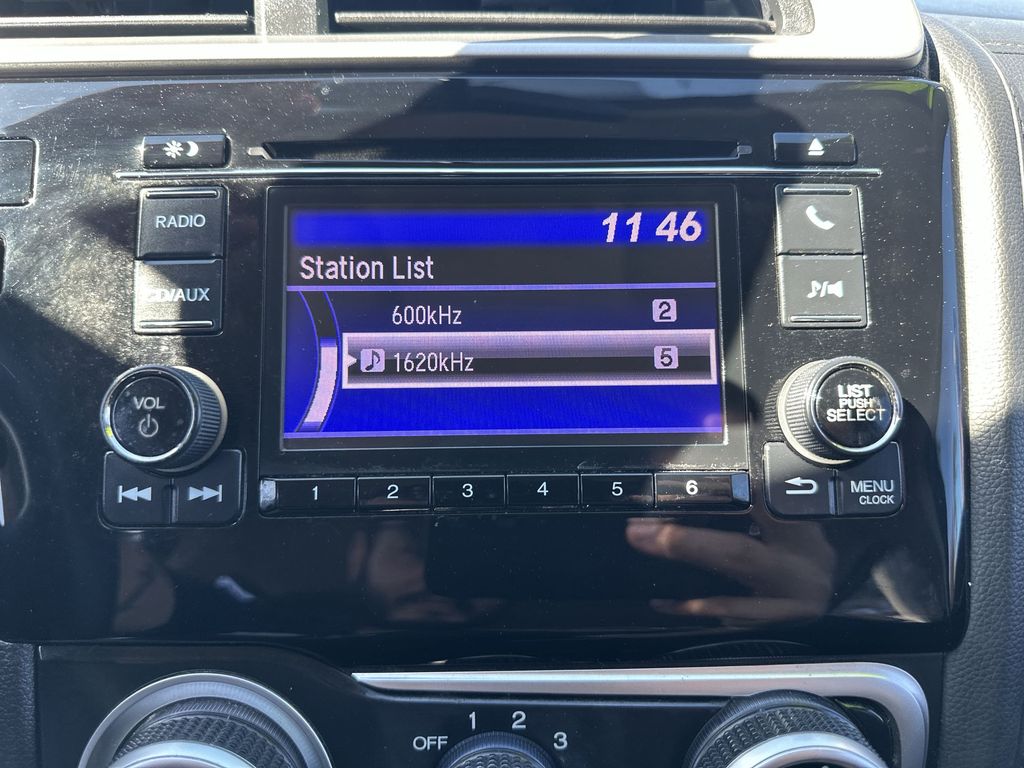 11 46
RADIO
Station List
CD/AUX
600kHz 2
1620kHz 5
VOL
LIST
PUSH
SELECT
1 2 3 4 5 6
MENU
CLOCK
OFF 1 2 3